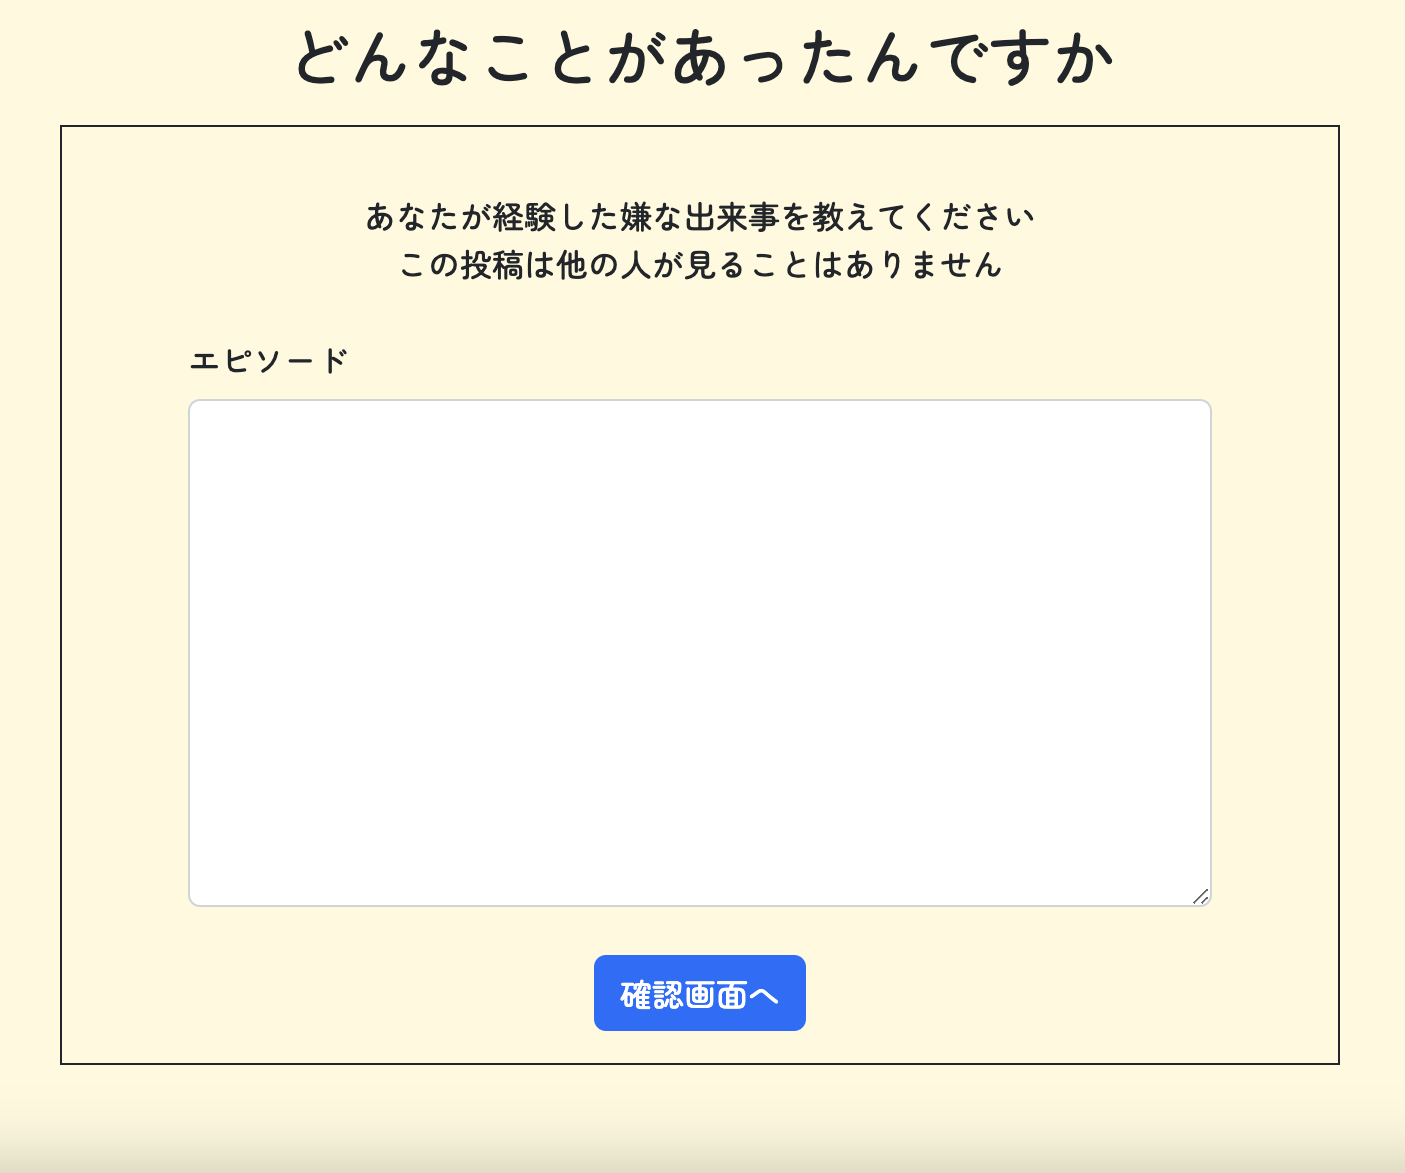 どんなことがあったんですか
あなたが経験した嫌な出来事を教えてください
この投稿は他の人が見ることはありません
エピソード
確認画面へ